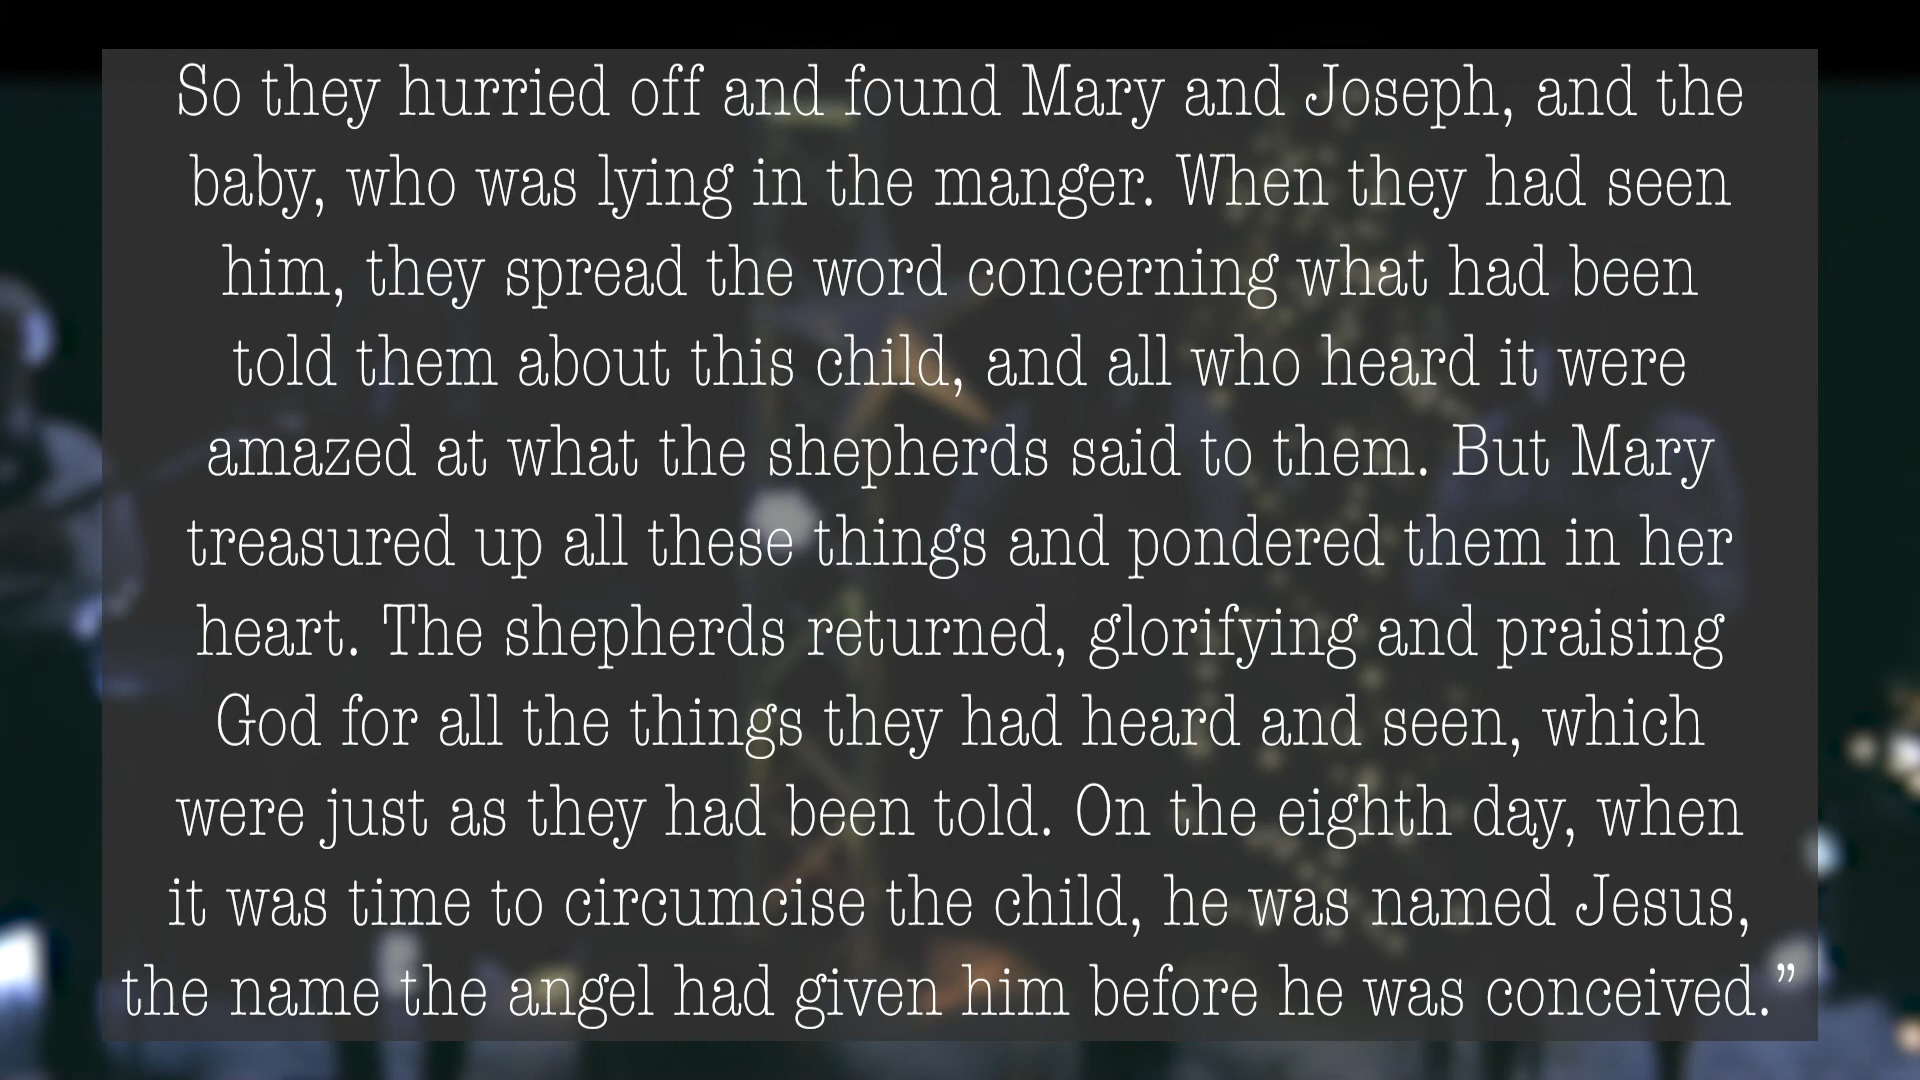 So they hurried off and found Mary and Joseph, and the
baby, who was lying in the manger. When they had seen
him, they spread the word concerning what had been
told them about this child, and all who heard it were
amazed at what the shepherds said to them. But Mary
treasured up all these things and pondered them in her
heart. The shepherds returned, glorifying and praising
God for all the things they had heard and seen, which
were just as they had been told. On the eighth day, when
it was time to circumcise the child, he was named Jesus,
the name the angel had given him before he was conceived.”